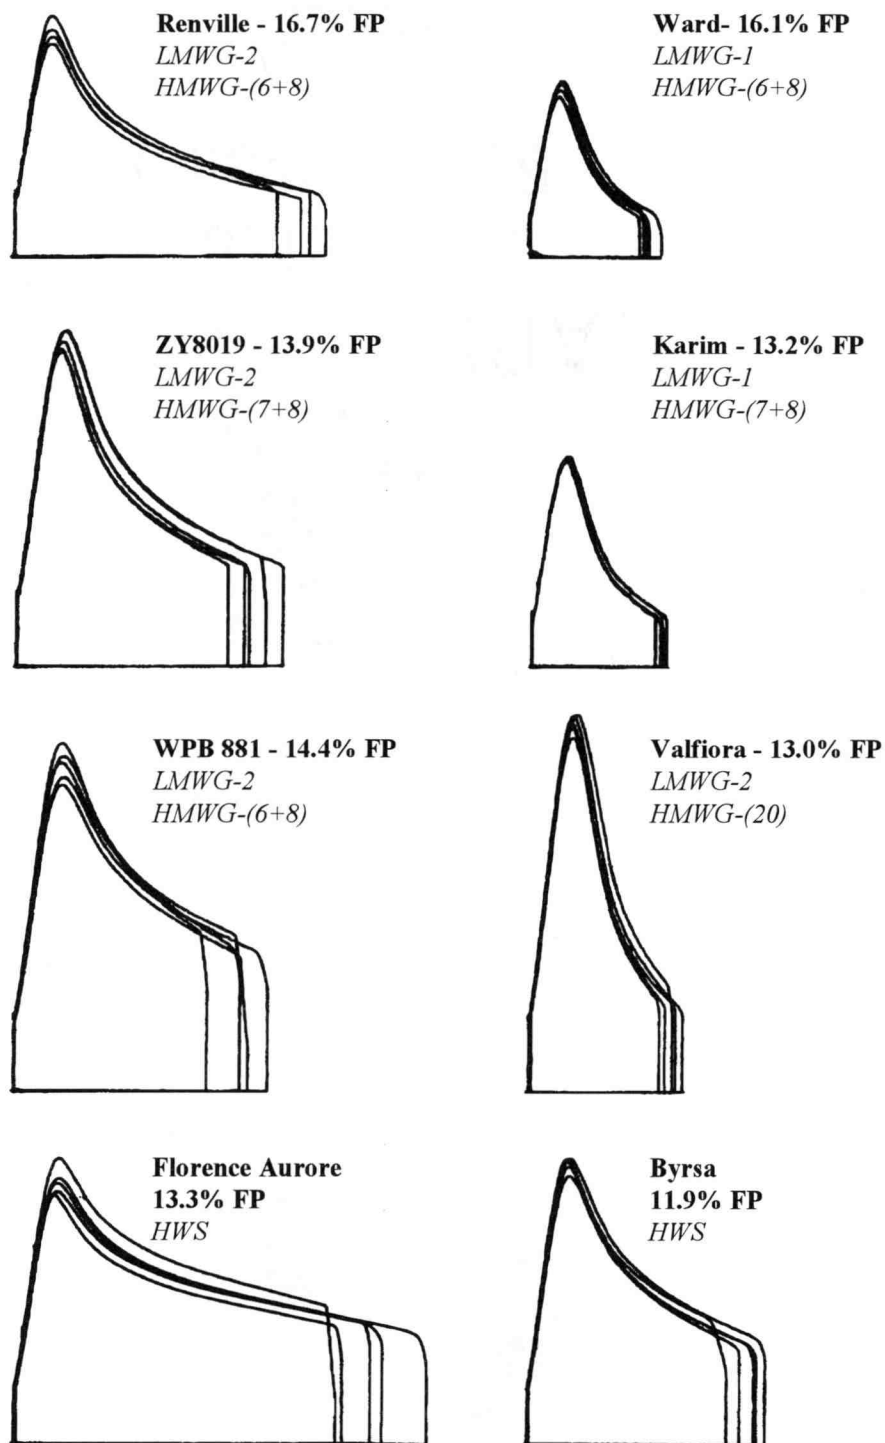 Renville - 16.7% FP
LMWG-2
HMWG-(6+8)
Ward- 16.1% FP
LMWG-1
HMWG-(6+8)
ZY8019 - 13.9% FP
LMWG-2
HMWG-(7+8)
Karim - 13.2% FP
LMWG-1
HMWG-(7+8)
WPB 881 - 14.4% FP
LMWG-2
HMWG-(6+8)
Valfiora - 13.0% FP
LMWG-2
HMWG-(20)
Florence Aurore
13.3% FP
HWS
Byrsa
11.9% FP
HWS